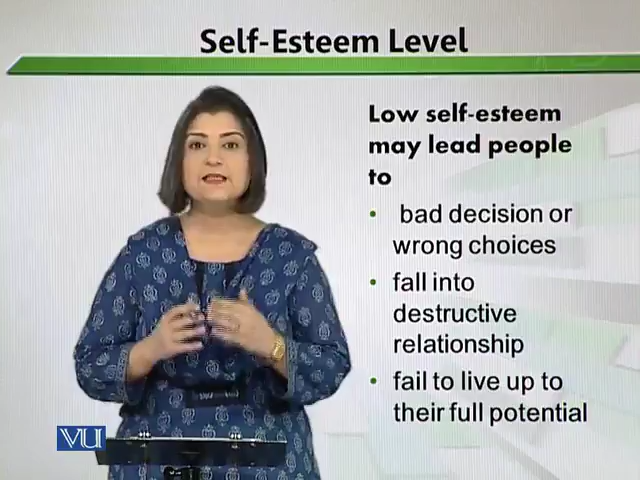 Self-Esteem Level
Low self-esteem
may lead people
to
• bad decision or
wrong choices
• fall into
destructive
relationship
• fail to live up to
their full potential
VU